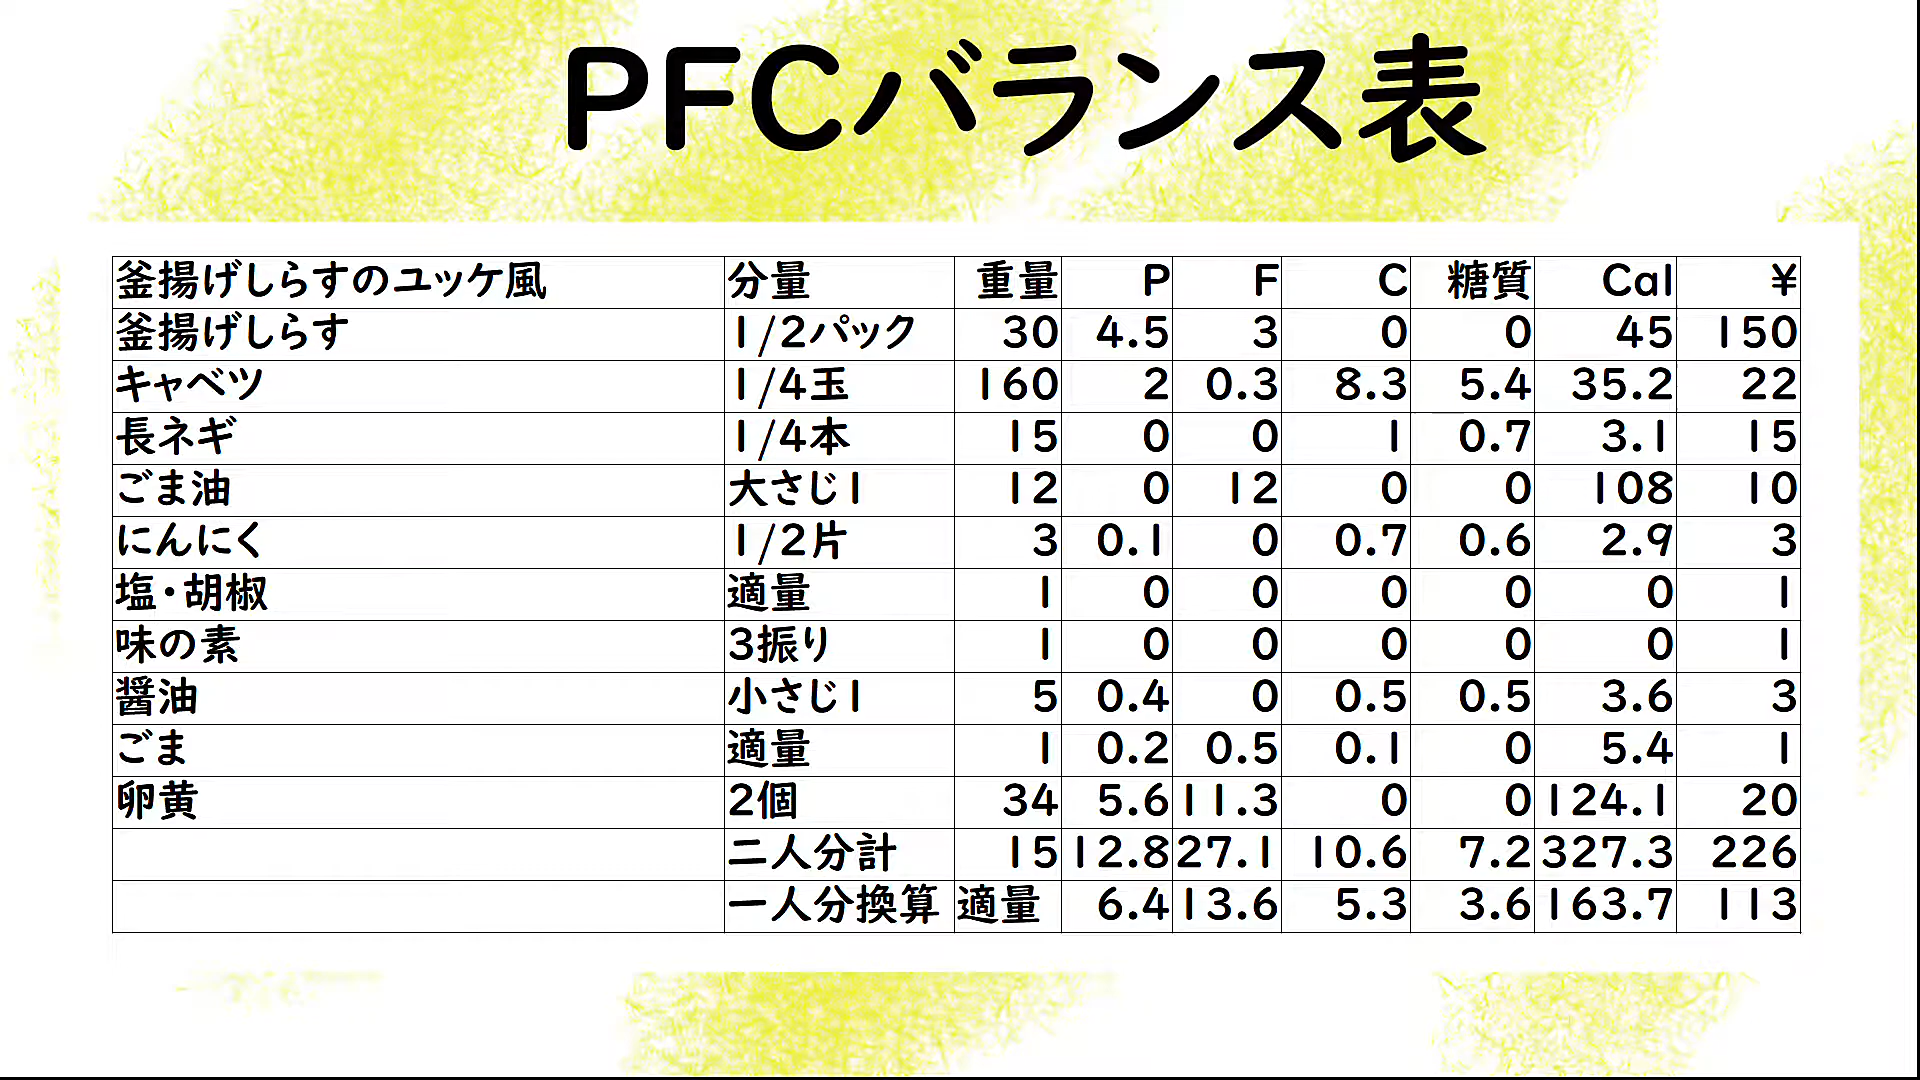 PFCバランス表
釜揚げしらすのユッケ風 分量 重量 P F C 糖質 Cal ¥
釜揚げしらす 1/2パック 30 4.5 3 0 0 45 150
キャベツ 1/4玉 160 2 0.3 8.3 5.4 35.2 22
長ネギ 1/4本 15 0 0 1 0.7 3.1 15
ごま油 大さじ1 12 0 12 0 0 108 10
にんにく 1/2片 3 0.1 0 0.7 0.6 2.9 3
塩・胡椒 適量 1 0 0 0 0 0 1
味の素 3振り 1 0 0 0 0 0 1
醤油 小さじ1 5 0.4 0 0.5 0.5 3.6 3
ごま 適量 1 0.2 0.5 0.1 0 5.4 1
卵黄 2個 34 5.6 11.3 0 0 124.1 20
二人分計 15 12.8 27.1 10.6 7.2 327.3 226
一人分換算 適量 6.4 13.6 5.3 3.6 163.7 113